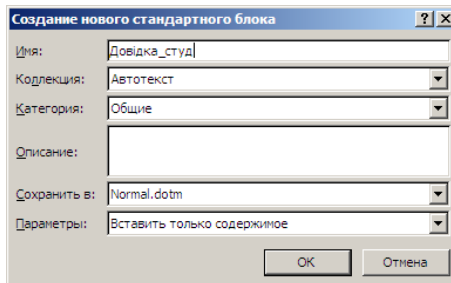 Создание нового стандартного блока
Имя: Довідка_студ
Коллекция: Автотекст
Категория: Общие
Описание:
Сохранить в: Normal.dotm
Параметры: Вставить только содержимое
ОК Отмена